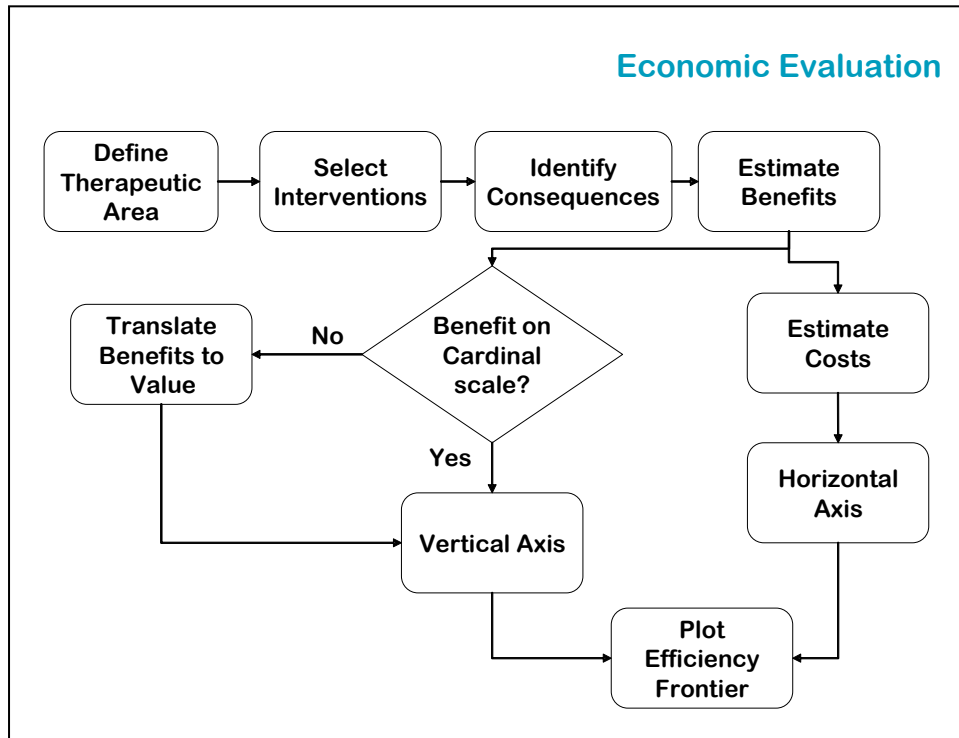 Economic Evaluation
Define
Therapeutic
Area
Select
Interventions
Identify
Consequences
Estimate
Benefits
Translate
Benefits to
Value
No
Benefit on
Cardinal
scale?
Estimate
Costs
Yes
Horizontal
Axis
Vertical Axis
Plot
Efficiency
Frontier